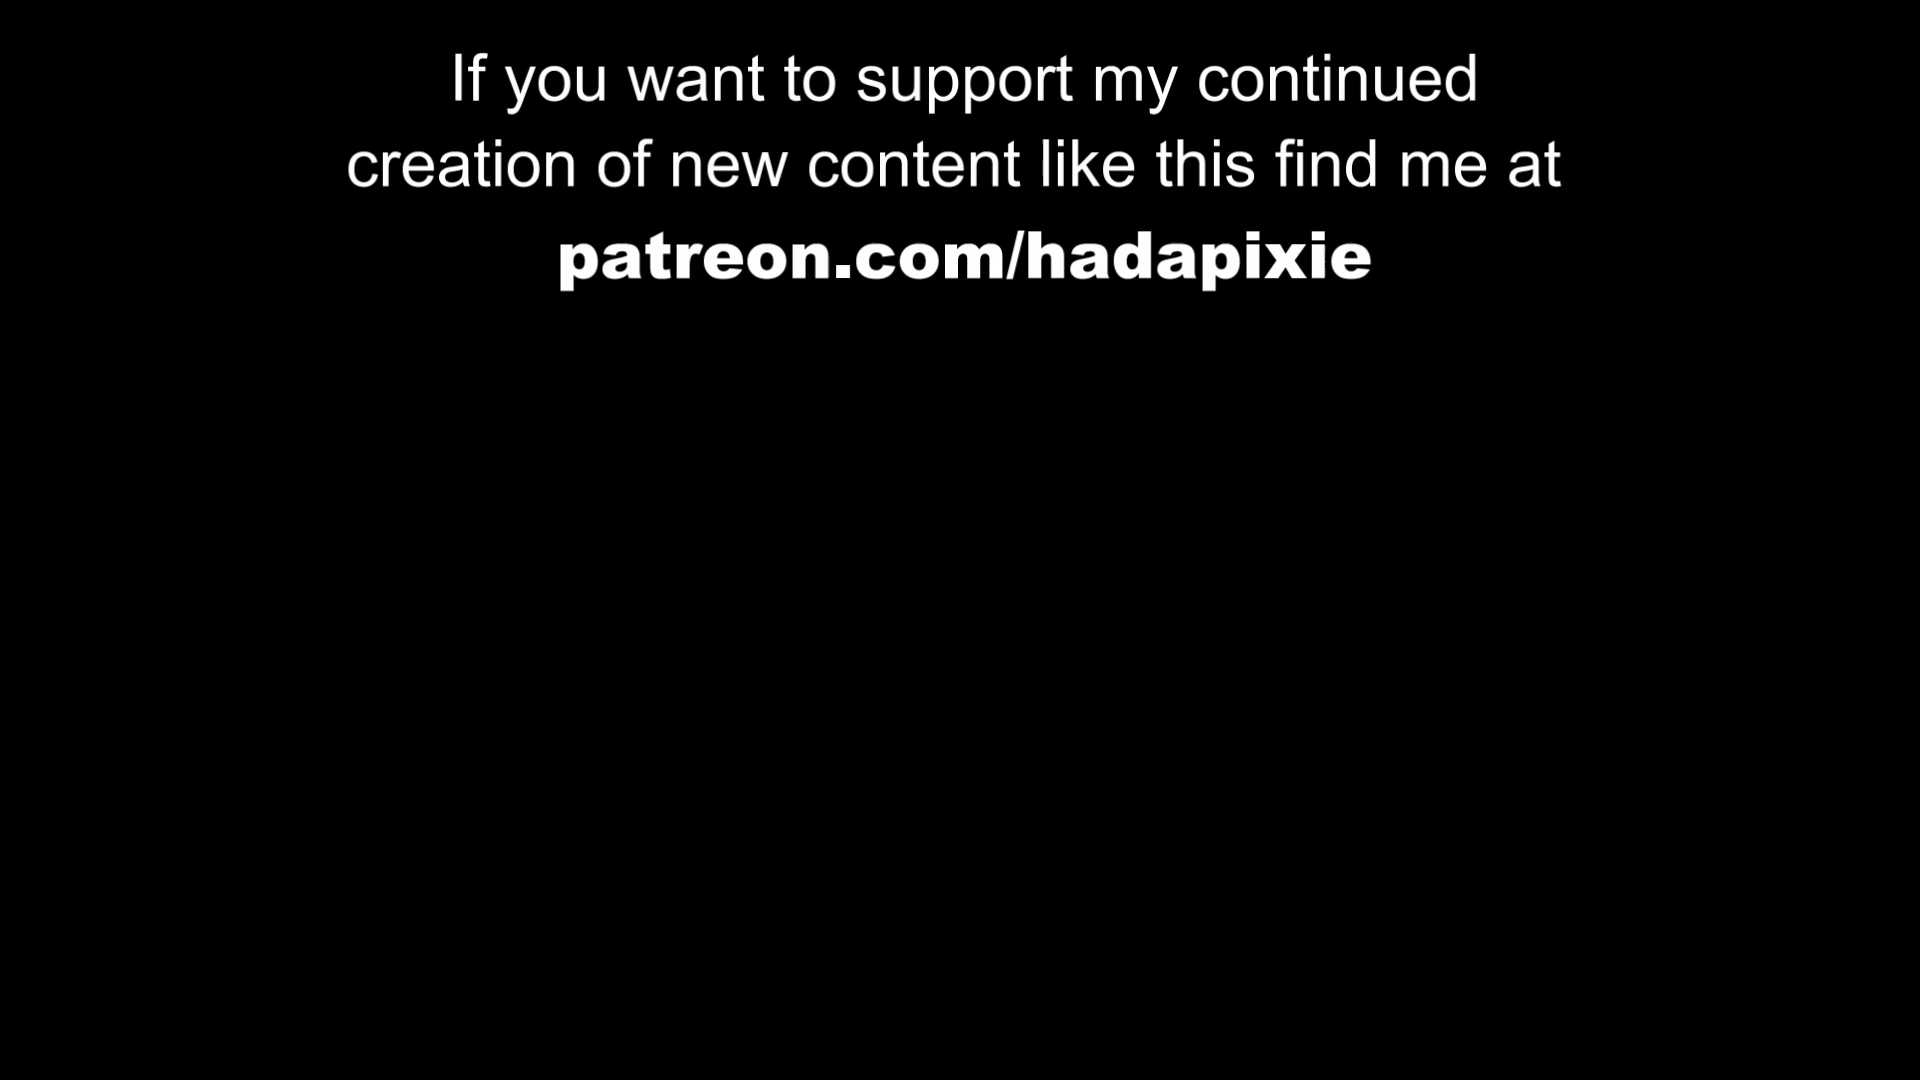 If you want to support my continued
creation of new content like this find me at
patreon.com/hadapixie